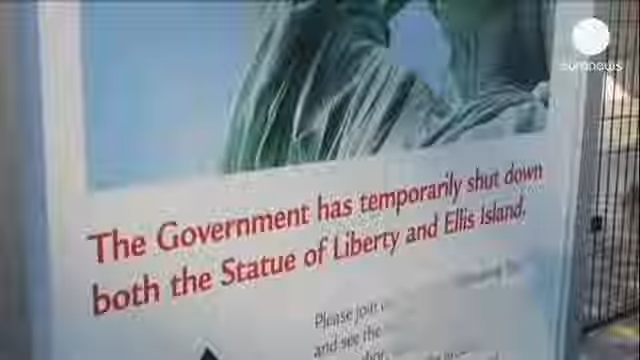 euronews
The Government has temporarily shut down
both the Statue of Liberty and Ellis Island.
Please join
and see the